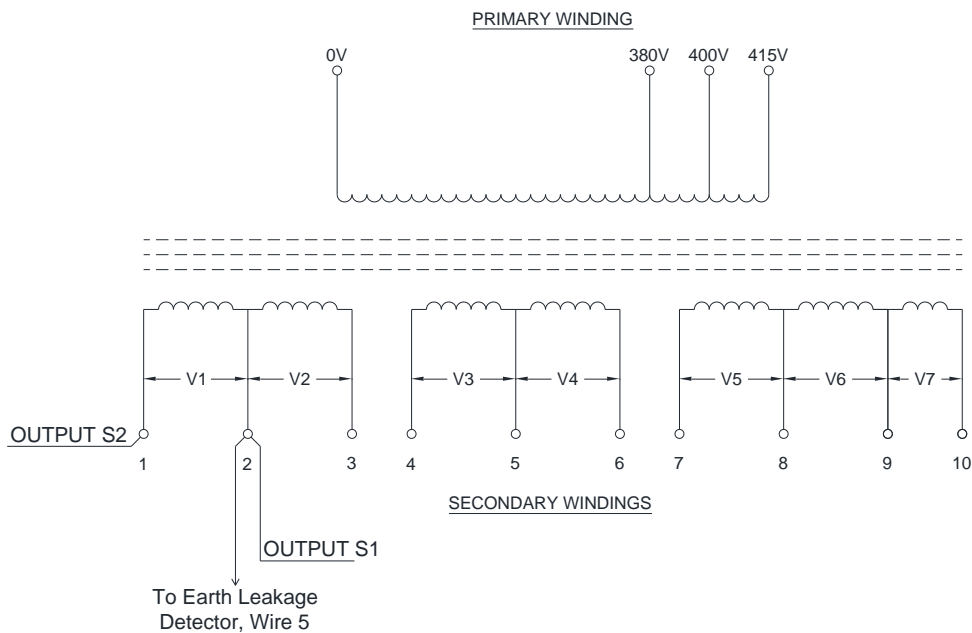 PRIMARY WINDING
0V 380V 400V 415V
V1 V2 V3 V4 V5 V6 V7
OUTPUT S2
1 2 3 4 5 6 7 8 9 10
SECONDARY WINDINGS
OUTPUT S1
To Earth Leakage
Detector, Wire 5